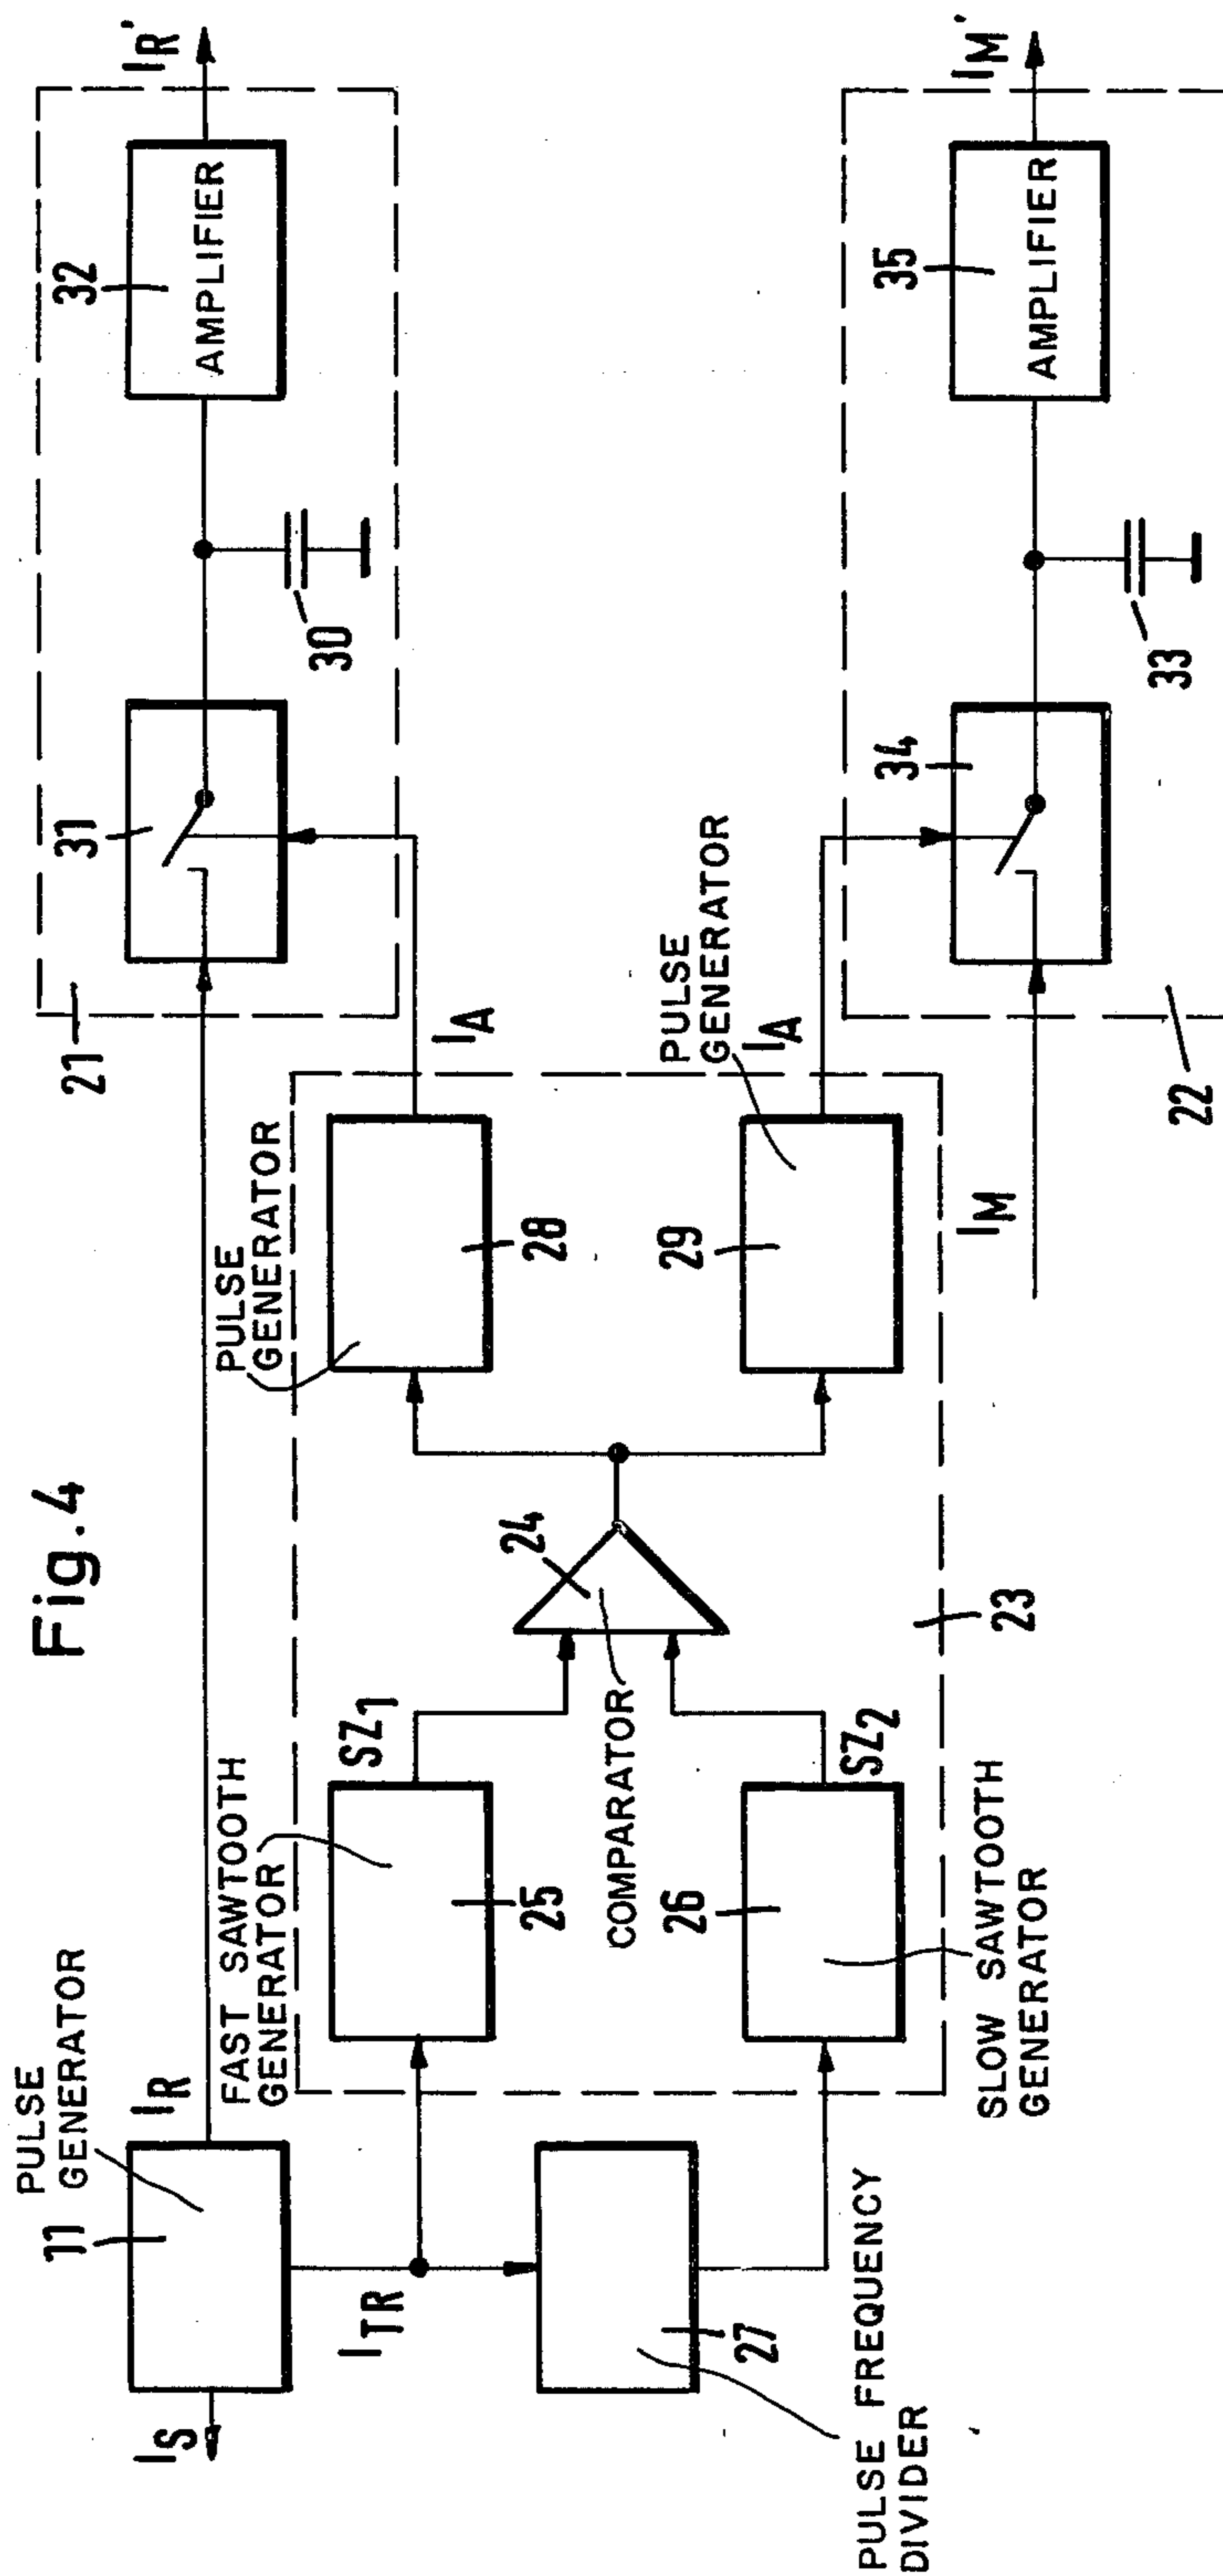 Fig.4
PULSE
GENERATOR
11
I_S
I_R
I_TR
FAST SAWTOOTH
GENERATOR
25
SZ1
PULSE FREQUENCY
DIVIDER
27
SLOW SAWTOOTH
GENERATOR
26
SZ2
COMPARATOR
24
23
PULSE
GENERATOR
28
I_A
PULSE
GENERATOR
29
I_A
I_M
21
31
30
32
AMPLIFIER
I_R'
22
34
33
35
AMPLIFIER
I_M'